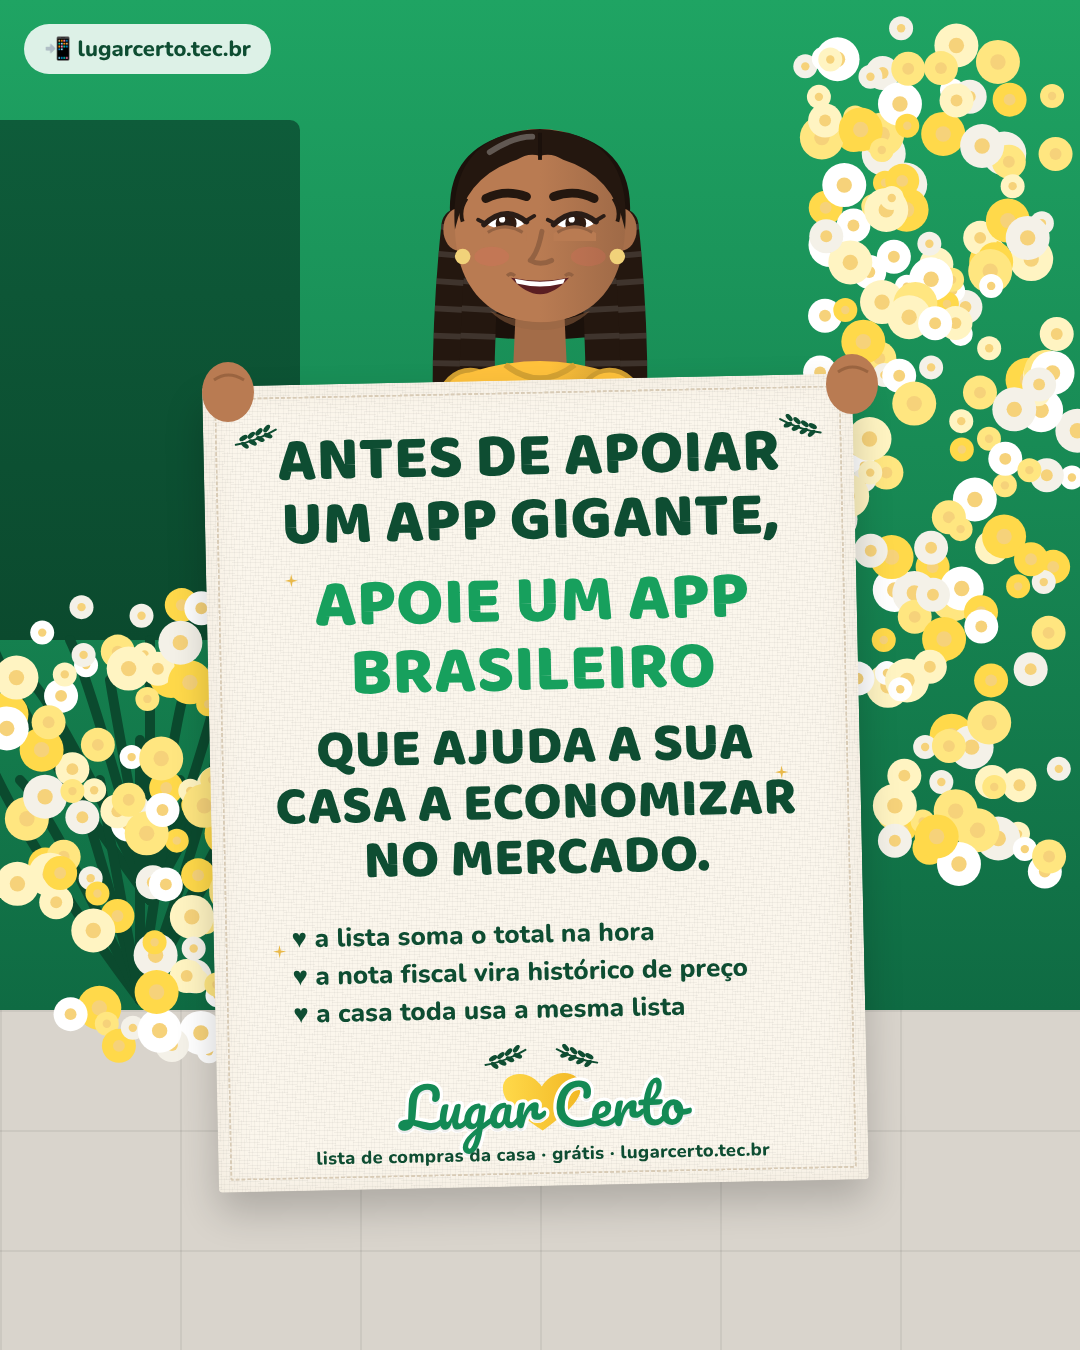 📲 lugarcerto.tec.br
ANTES DE APOIAR
UM APP GIGANTE,
APOIE UM APP
BRASILEIRO
QUE AJUDA A SUA
CASA A ECONOMIZAR
NO MERCADO.
♥ a lista soma o total na hora
♥ a nota fiscal vira histórico de preço
♥ a casa toda usa a mesma lista
Lugar Certo
lista de compras da casa · grátis · lugarcerto.tec.br